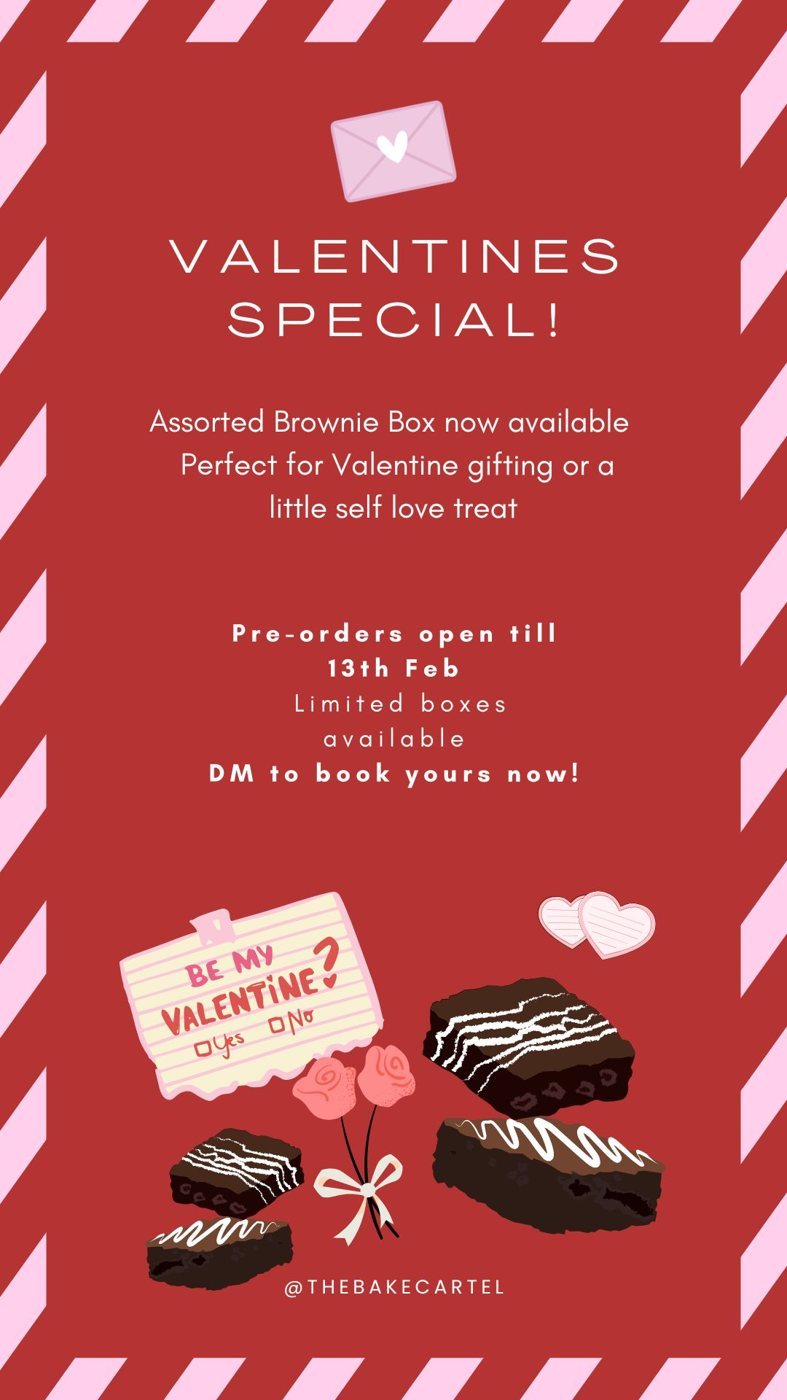 VALENTINES
SPECIAL!
Assorted Brownie Box now available
Perfect for Valentine gifting or a
little self love treat
Pre-orders open till
13th Feb
Limited boxes
available
DM to book yours now!
BE MY
VALENTINE?
Yes No
@THEBAKECARTEL